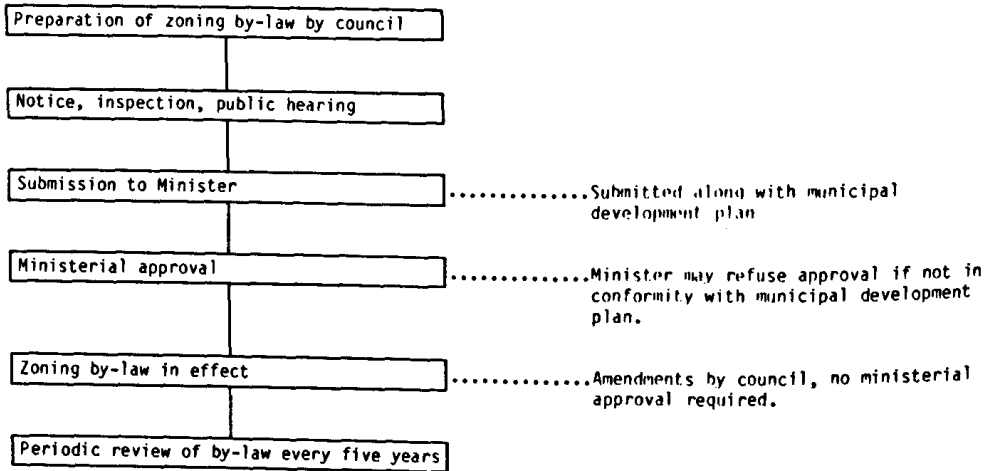 Preparation of zoning by-law by council
Notice, inspection, public hearing
Submission to Minister
.............Submitted along with municipal
development plan
Ministerial approval
.............Minister may refuse approval if not in
conformity with municipal development
plan.
Zoning by-law in effect
.............Amendments by council, no ministerial
approval required.
Periodic review of by-law every five years